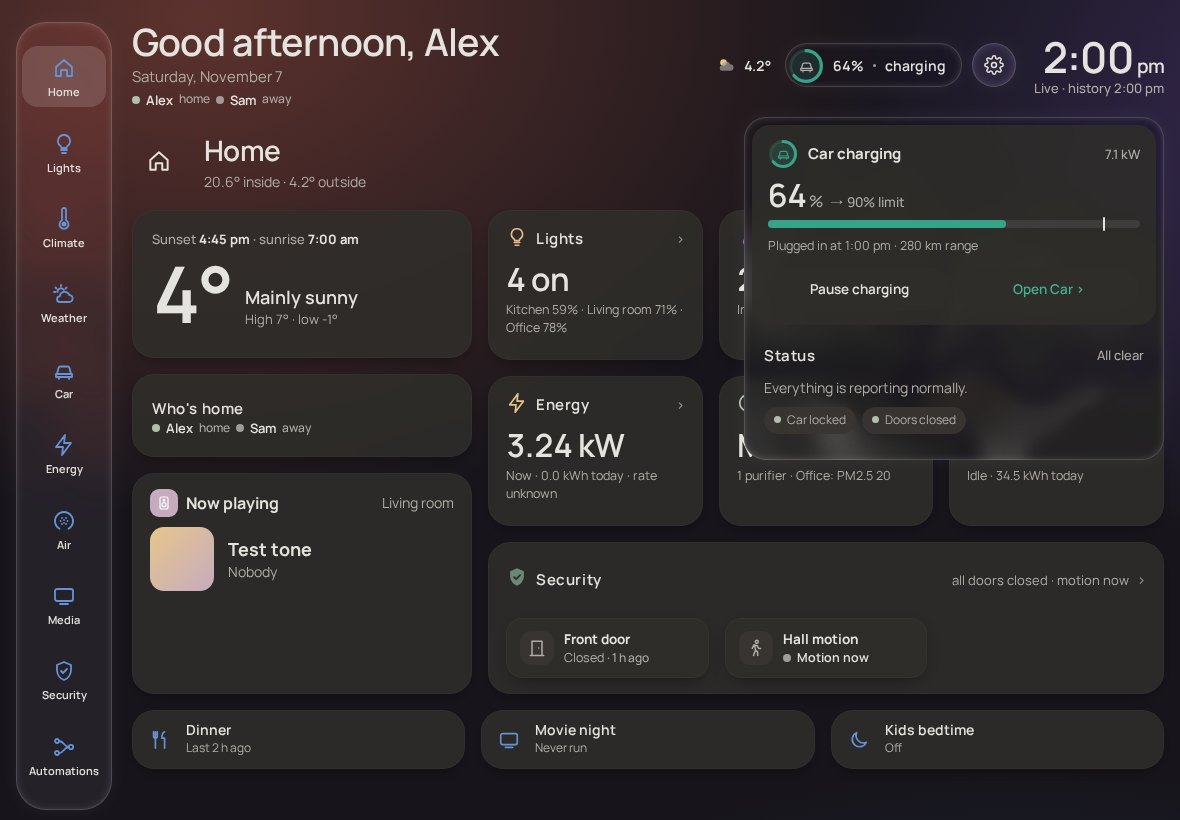 Good afternoon, Alex
Saturday, November 7
Alex home Sam away
4.2°
64% · charging
2:00 pm
Live · history 2:00 pm
Home
Lights
Climate
Weather
Car
Energy
Air
Media
Security
Automations
Home
20.6° inside · 4.2° outside
Sunset 4:45 pm · sunrise 7:00 am
4°
Mainly sunny
High 7° · low -1°
Who's home
Alex home Sam away
Now playing
Living room
Test tone
Nobody
Lights
4 on
Kitchen 59% · Living room 71% ·
Office 78%
Energy
3.24 kW
Now · 0.0 kWh today · rate
unknown
1 purifier · Office: PM2.5 20
Idle · 34.5 kWh today
Car charging
7.1 kW
64 % → 90% limit
Plugged in at 1:00 pm · 280 km range
Pause charging
Open Car ›
Status
All clear
Everything is reporting normally.
Car locked
Doors closed
Security
all doors closed · motion now ›
Front door
Closed · 1 h ago
Hall motion
Motion now
Dinner
Last 2 h ago
Movie night
Never run
Kids bedtime
Off